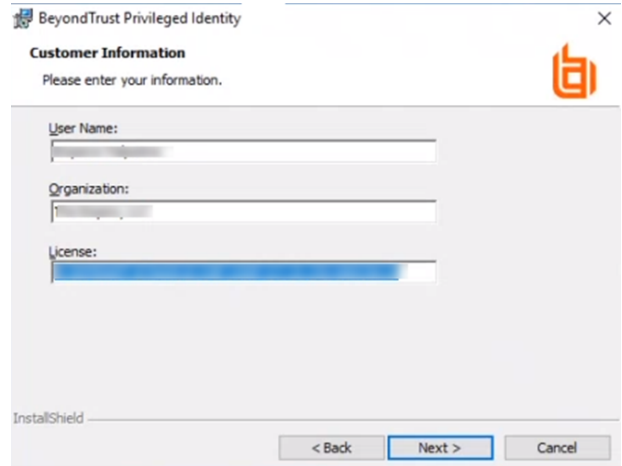 BeyondTrust Privileged Identity
Customer Information
Please enter your information.
User Name:
Organization:
License:
InstallShield
< Back
Next >
Cancel